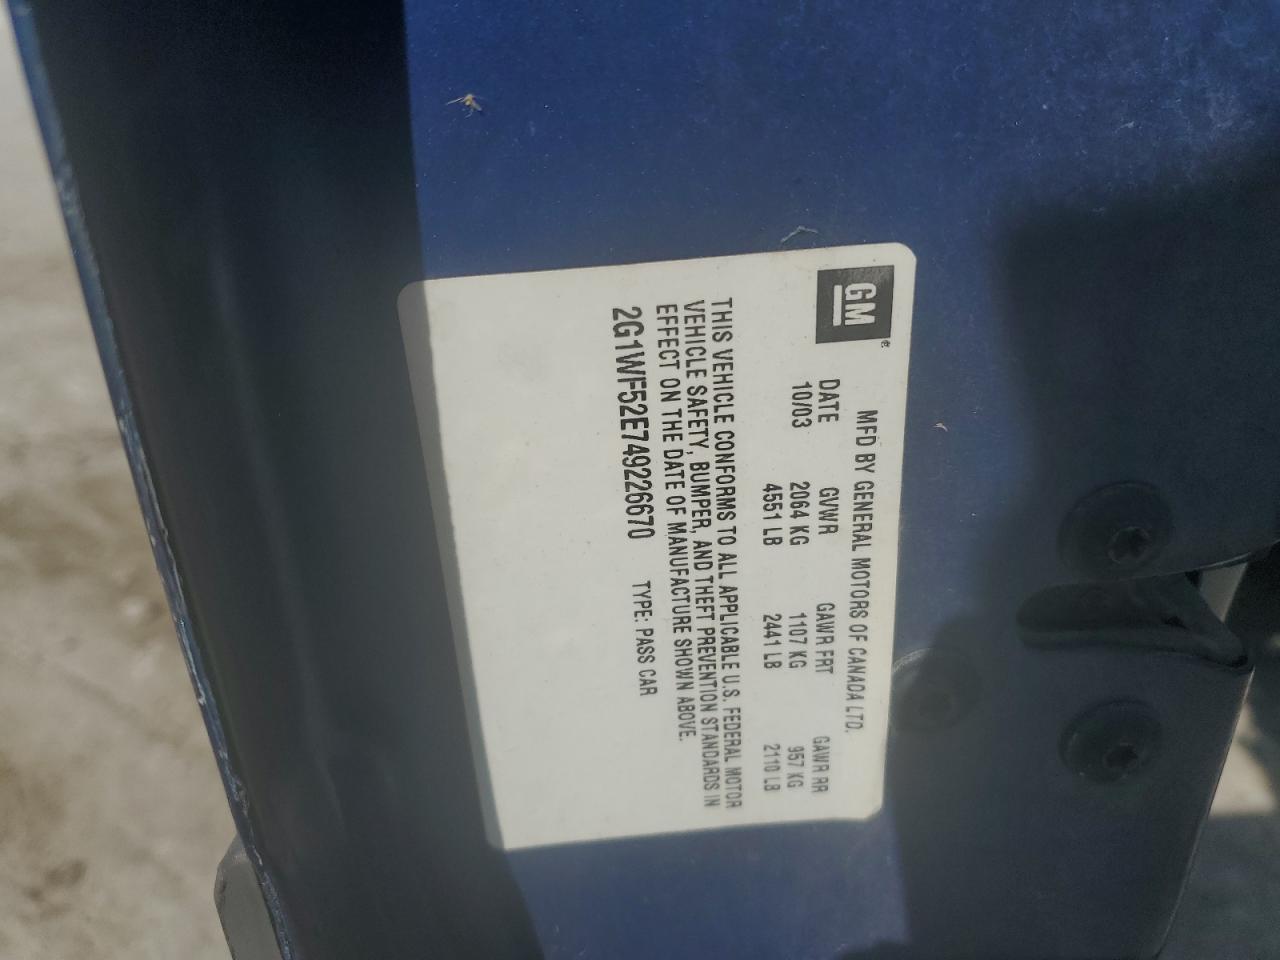 GM
MFD BY GENERAL MOTORS OF CANADA LTD.
DATE GVWR GAWR FRT GAWR RR
10/03 2064 KG 1107 KG 957 KG
4551 LB 2441 LB 2110 LB
THIS VEHICLE CONFORMS TO ALL APPLICABLE U.S. FEDERAL MOTOR
VEHICLE SAFETY, BUMPER, AND THEFT PREVENTION STANDARDS IN
EFFECT ON THE DATE OF MANUFACTURE SHOWN ABOVE.
2G1WF52E749226670 TYPE: PASS CAR